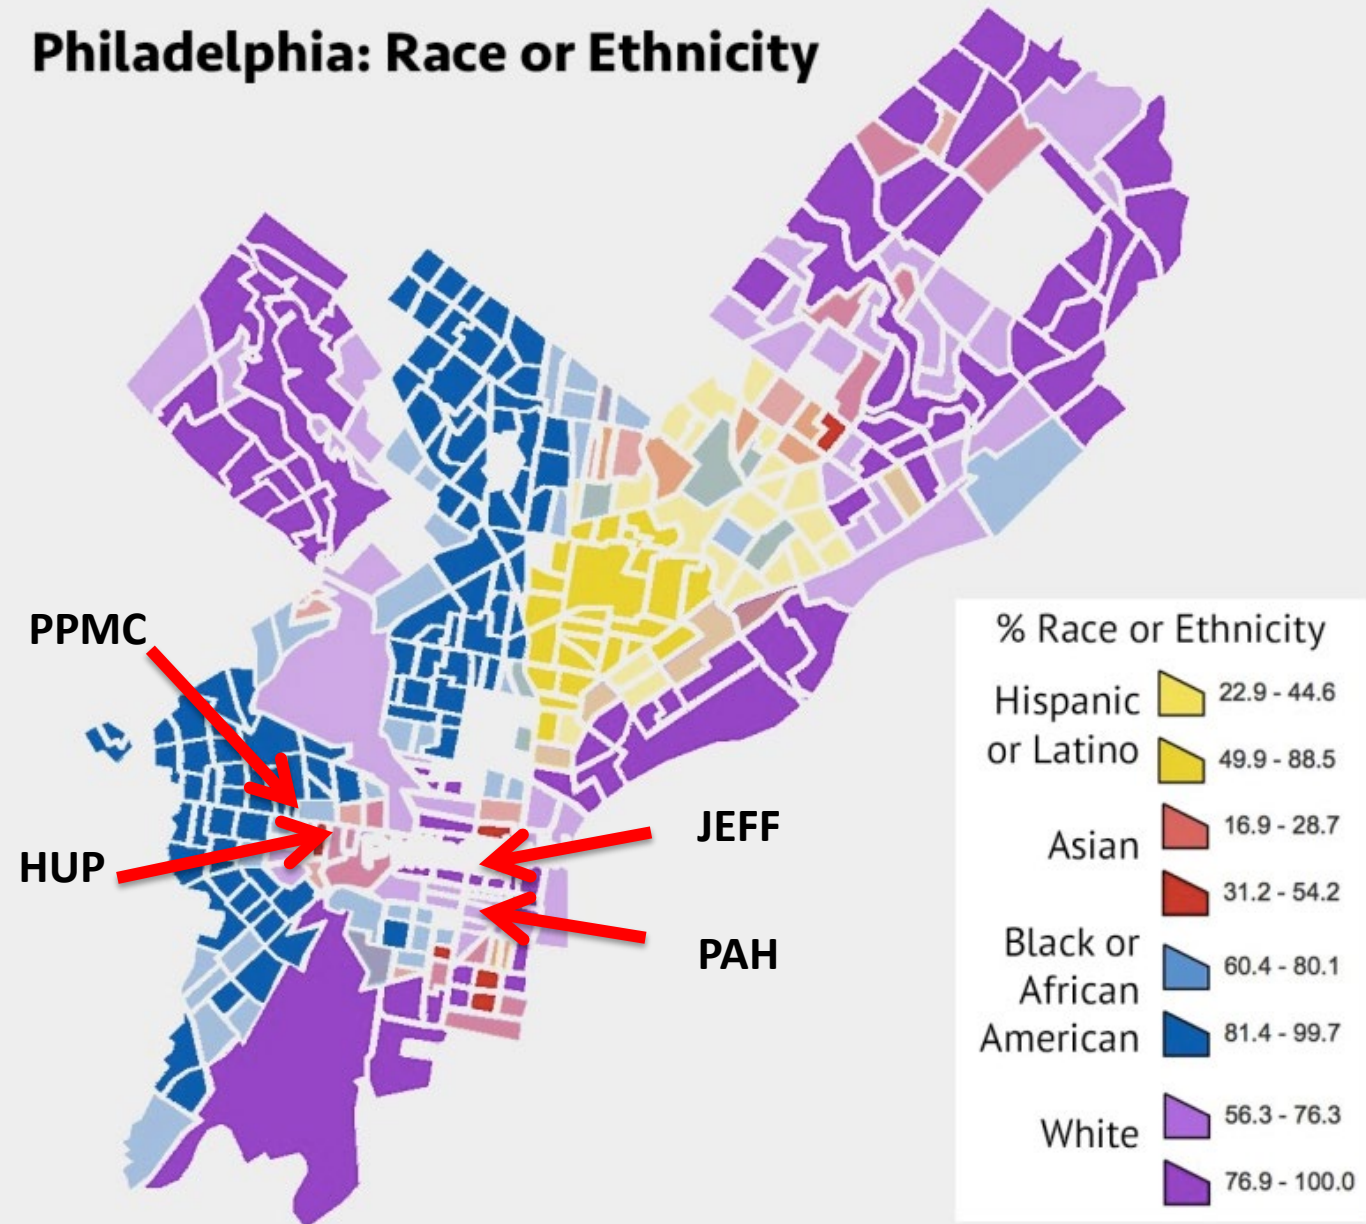 Philadelphia: Race or Ethnicity
PPMC
HUP
JEFF
PAH
% Race or Ethnicity
Hispanic
or Latino
22.9 - 44.6
49.9 - 88.5
Asian
16.9 - 28.7
31.2 - 54.2
Black or
African
American
60.4 - 80.1
81.4 - 99.7
White
56.3 - 76.3
76.9 - 100.0